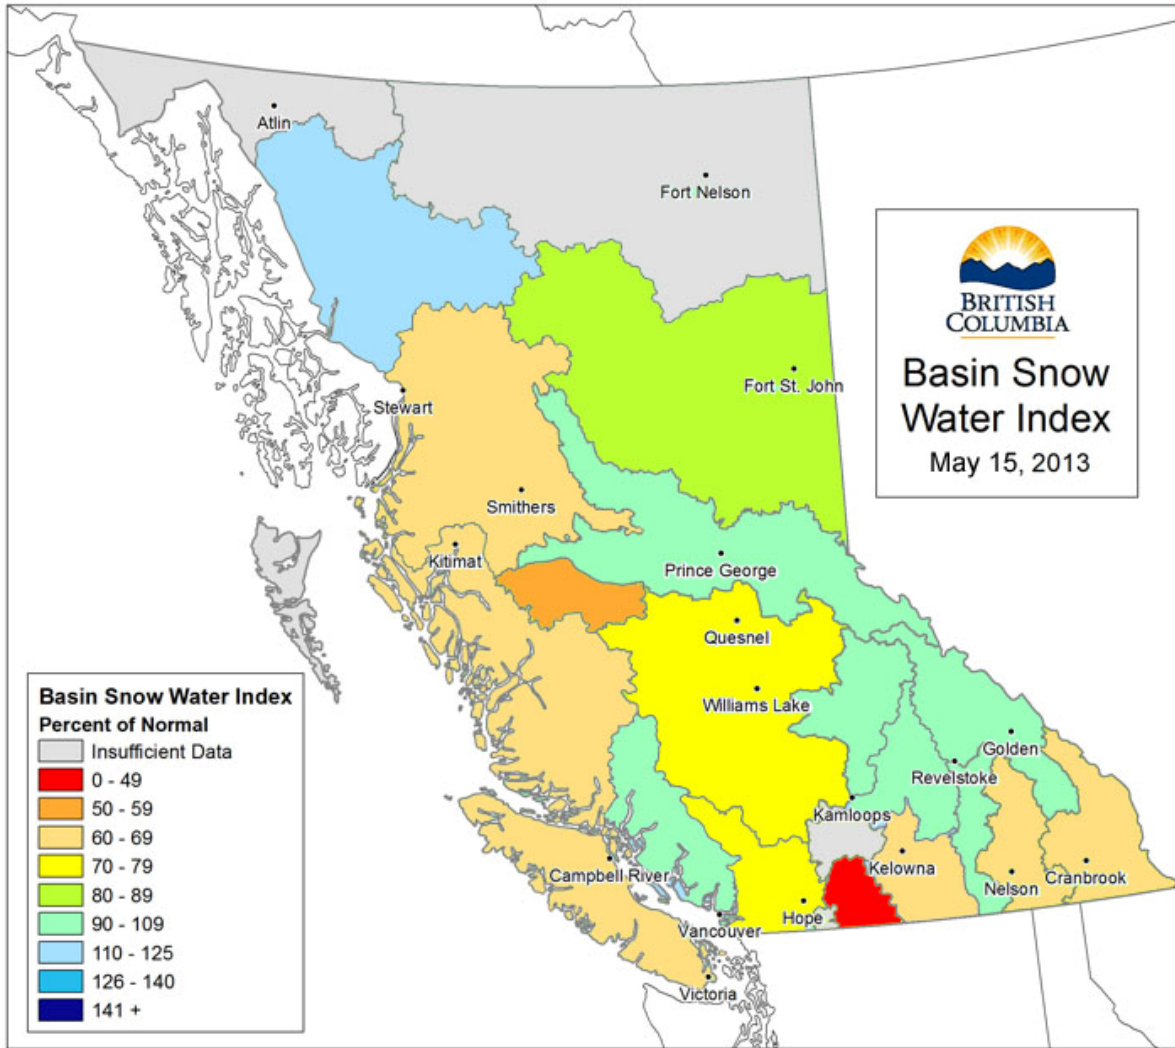 Atlin
Fort Nelson
BRITISH
COLUMBIA
Basin Snow
Water Index
May 15, 2013
Fort St. John
Stewart
Smithers
Kitimat
Prince George
Quesnel
Williams Lake
Golden
Revelstoke
Kamloops
Kelowna
Cranbrook
Nelson
Campbell River
Hope
Vancouver
Victoria
Basin Snow Water Index
Percent of Normal
Insufficient Data
0 - 49
50 - 59
60 - 69
70 - 79
80 - 89
90 - 109
110 - 125
126 - 140
141 +